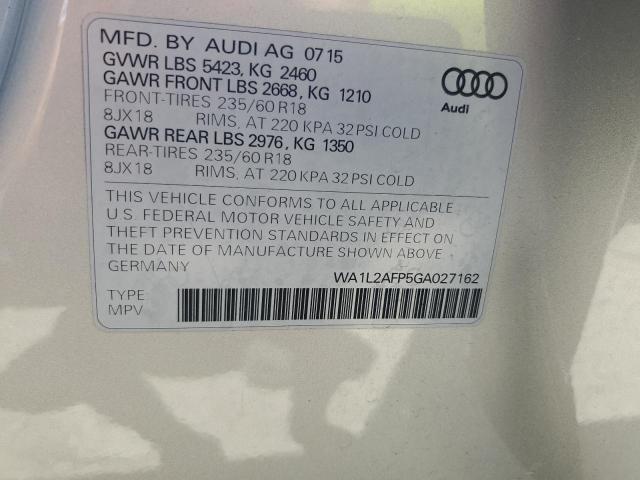 MFD. BY AUDI AG 07 15
GVWR LBS 5423, KG 2460
GAWR FRONT LBS 2668, KG 1210
FRONT-TIRES 235/60 R18
8JX18 RIMS, AT 220 KPA 32 PSI COLD
GAWR REAR LBS 2976, KG 1350
REAR-TIRES 235/60 R18
8JX18 RIMS, AT 220 KPA 32 PSI COLD
Audi
THIS VEHICLE CONFORMS TO ALL APPLICABLE
U. S. FEDERAL MOTOR VEHICLE SAFETY AND
THEFT PREVENTION STANDARDS IN EFFECT ON
THE DATE OF MANUFACTURE SHOWN ABOVE
GERMANY
WA1L2AFP5GA027162
TYPE
MPV